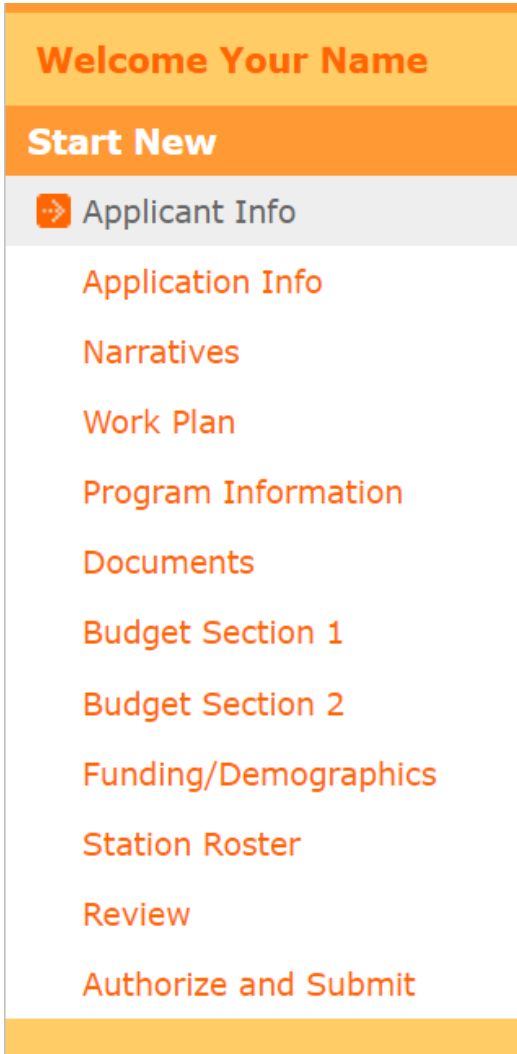 Welcome Your Name
Start New
Applicant Info
Application Info
Narratives
Work Plan
Program Information
Documents
Budget Section 1
Budget Section 2
Funding/Demographics
Station Roster
Review
Authorize and Submit